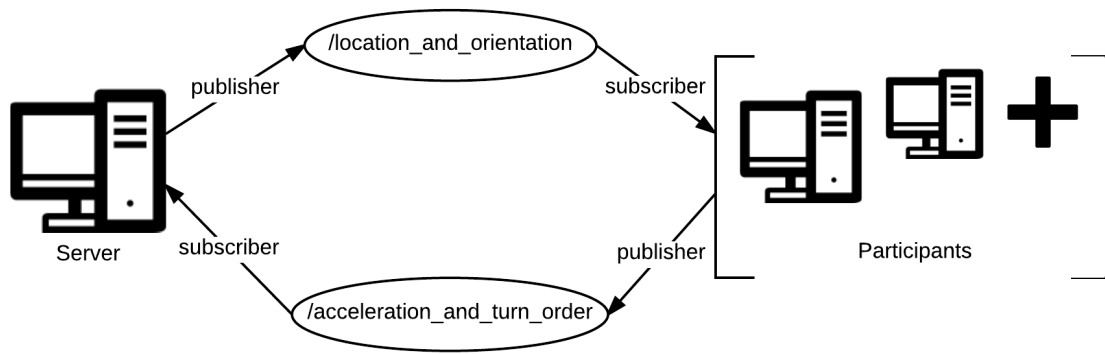 /location_and_orientation
publisher
subscriber
Server
subscriber
publisher
Participants
/acceleration_and_turn_order